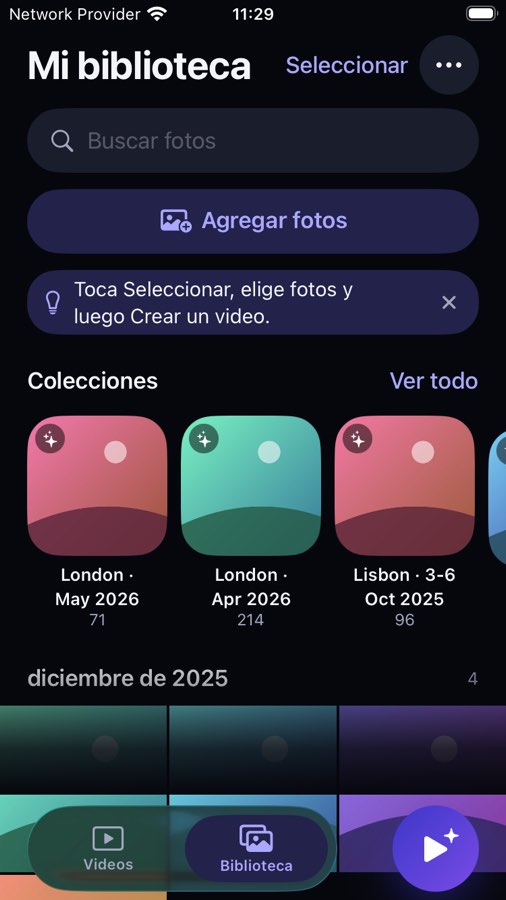 Network Provider 11:29
Mi biblioteca Seleccionar
Buscar fotos
Agregar fotos
Toca Seleccionar, elige fotos y
luego Crear un video.
Colecciones Ver todo
London ·
May 2026
71
London ·
Apr 2026
214
Lisbon · 3-6
Oct 2025
96
diciembre de 2025 4
Videos Biblioteca